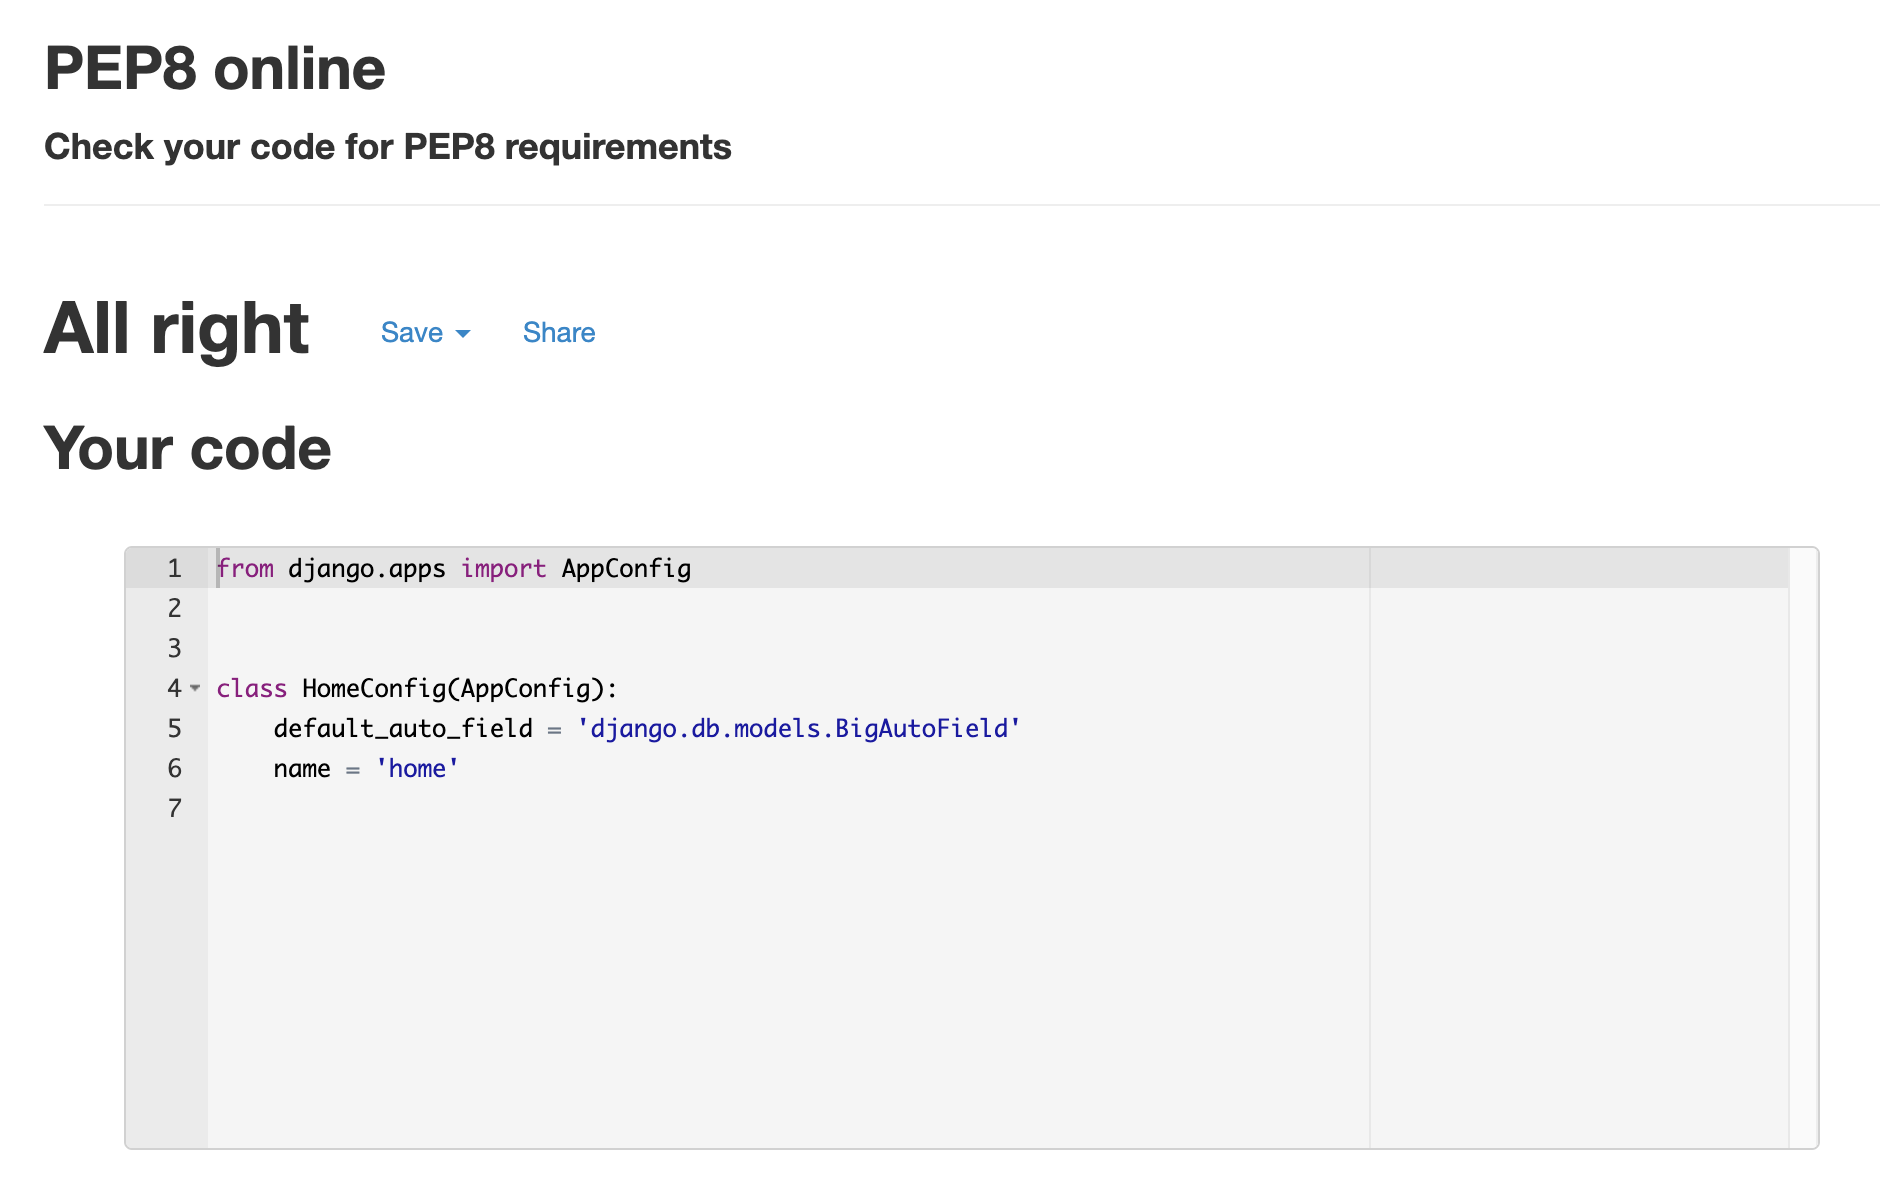 PEP8 online
Check your code for PEP8 requirements
All right Save Share
Your code
1 from django.apps import AppConfig
2
3
4 class HomeConfig(AppConfig):
5     default_auto_field = 'django.db.models.BigAutoField'
6     name = 'home'
7